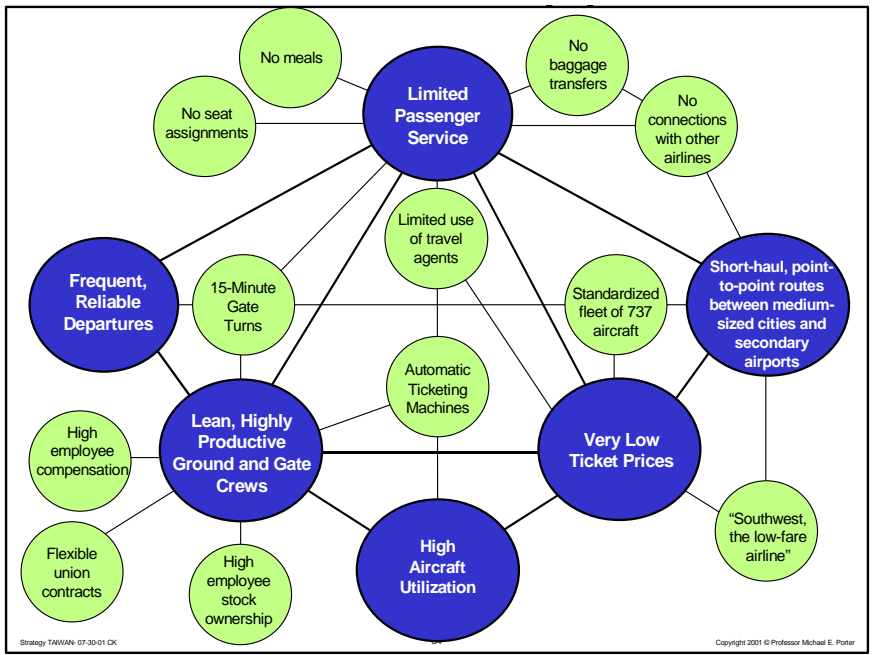 No meals
No
baggage
transfers
Limited
Passenger
Service
No seat
assignments
No
connections
with other
airlines
Limited use
of travel
agents
Frequent,
Reliable
Departures
15-Minute
Gate
Turns
Standardized
fleet of 737
aircraft
Short-haul, point-
to-point routes
between medium-
sized cities and
secondary
airports
Automatic
Ticketing
Machines
Lean, Highly
Productive
Ground and Gate
Crews
Very Low
Ticket Prices
High
employee
compensation
Flexible
union
contracts
High
employee
stock
ownership
High
Aircraft
Utilization
“Southwest,
the low-fare
airline”
Strategy TAIWAN- 07-30-01 CK
Copyright 2001 © Professor Michael E. Porter